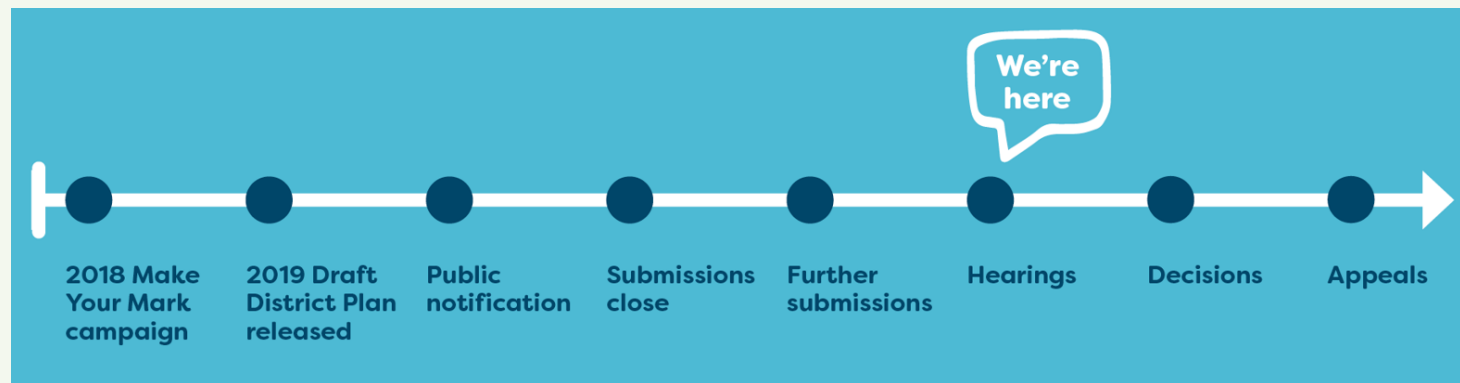 We're
here
2018 Make
Your Mark
campaign
2019 Draft
District Plan
released
Public
notification
Submissions
close
Further
submissions
Hearings
Decisions
Appeals